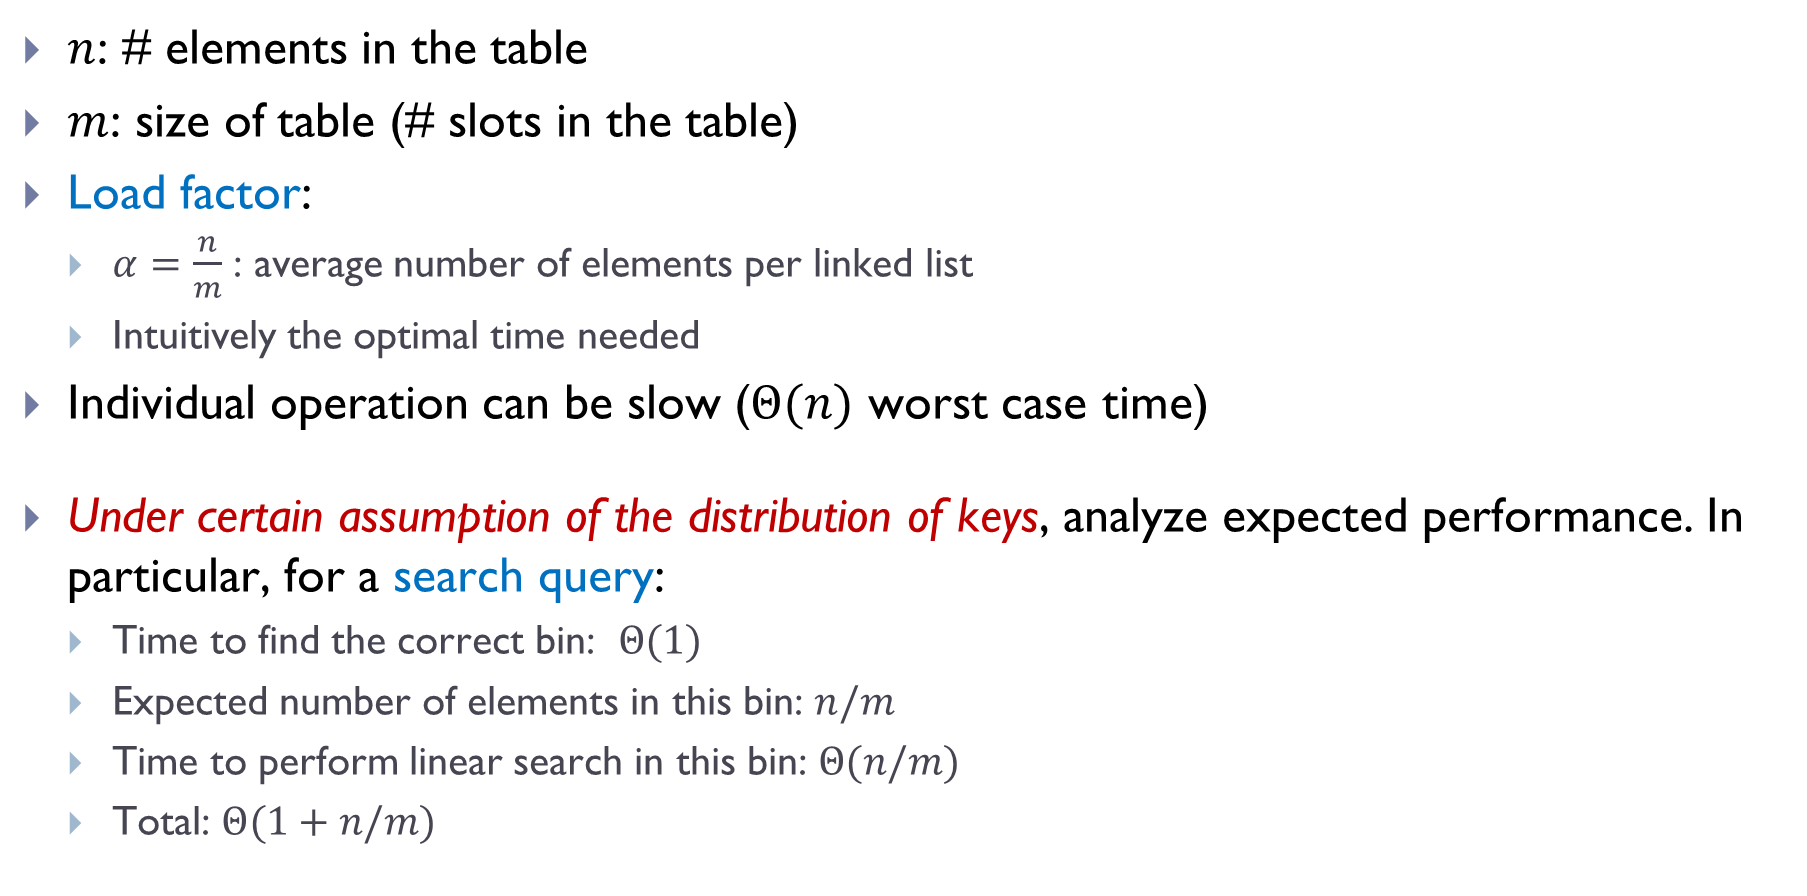 n: # elements in the table
m: size of table (# slots in the table)
Load factor:
α = n/m : average number of elements per linked list
Intuitively the optimal time needed
Individual operation can be slow (Θ(n) worst case time)
Under certain assumption of the distribution of keys, analyze expected performance. In
particular, for a search query:
Time to find the correct bin: Θ(1)
Expected number of elements in this bin: n/m
Time to perform linear search in this bin: Θ(n/m)
Total: Θ(1 + n/m)